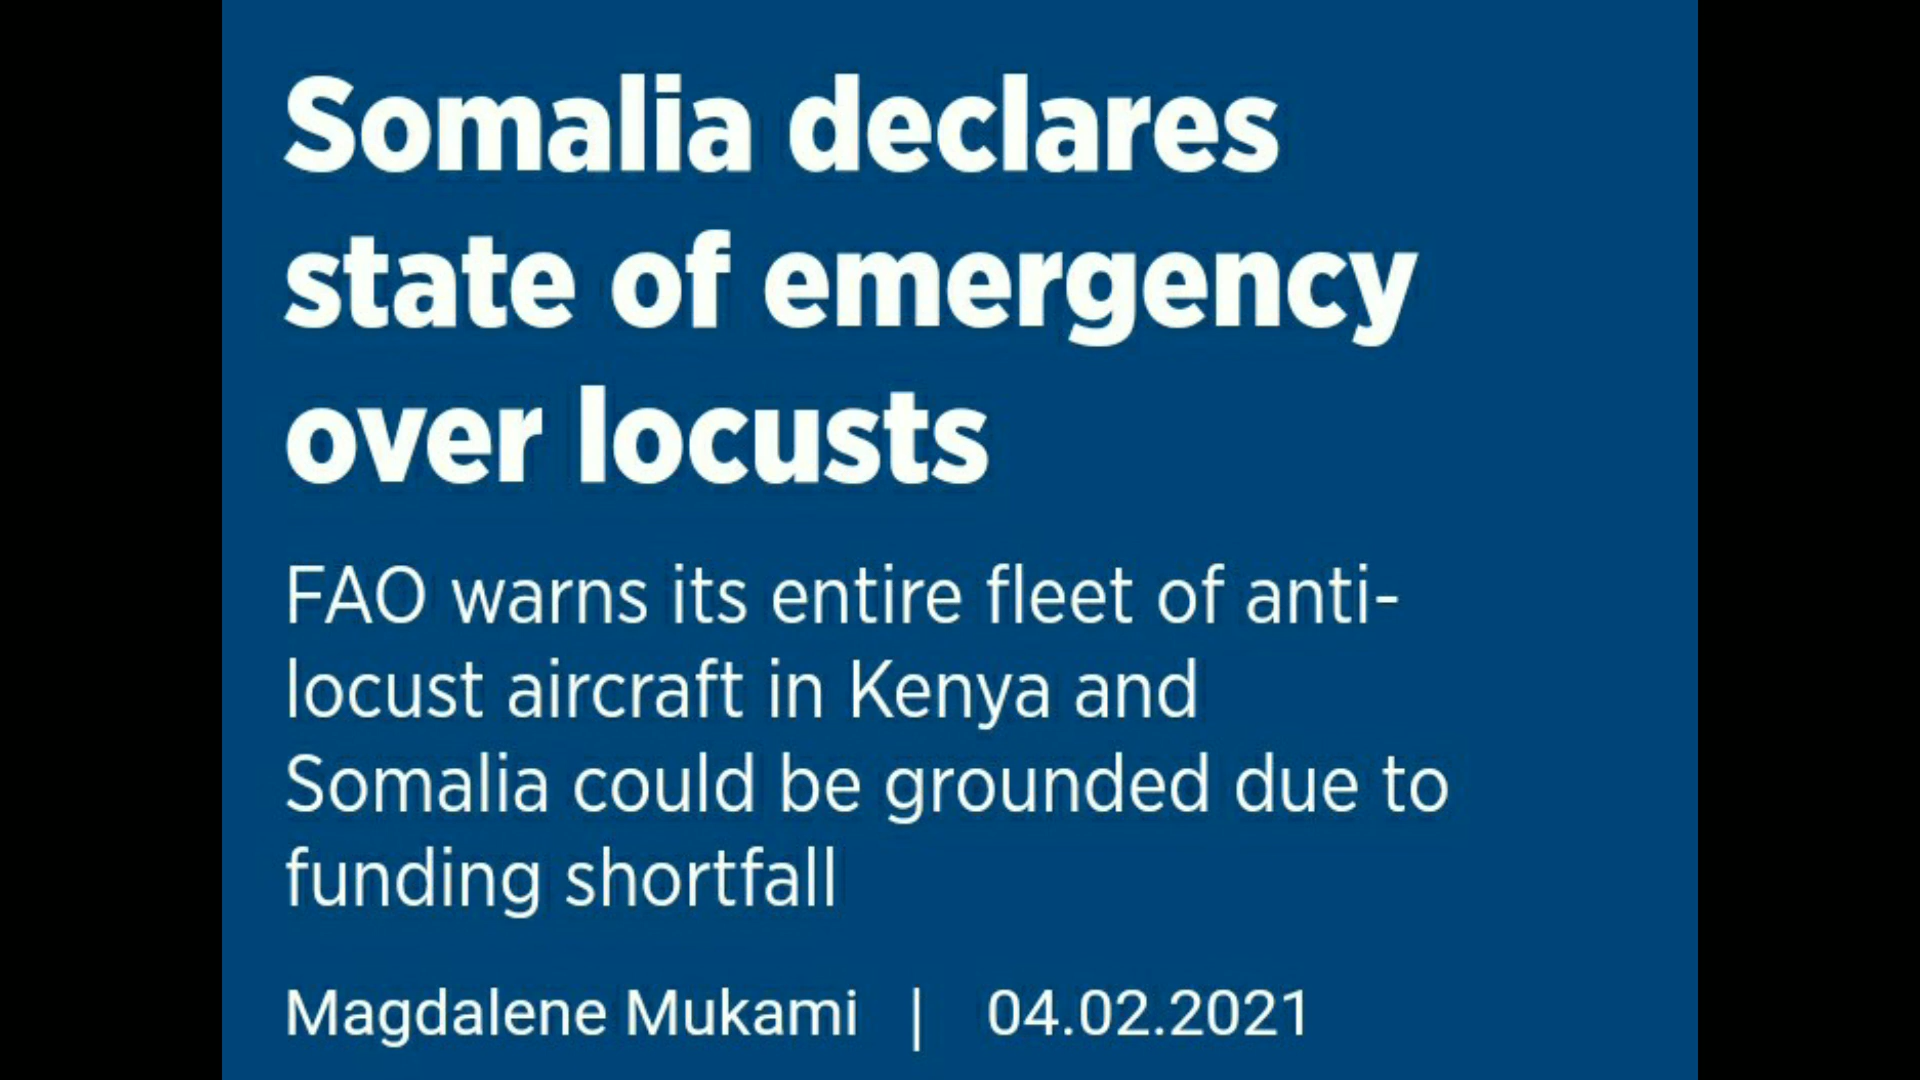 Somalia declares
state of emergency
over locusts
FAO warns its entire fleet of anti-
locust aircraft in Kenya and
Somalia could be grounded due to
funding shortfall
Magdalene Mukami | 04.02.2021